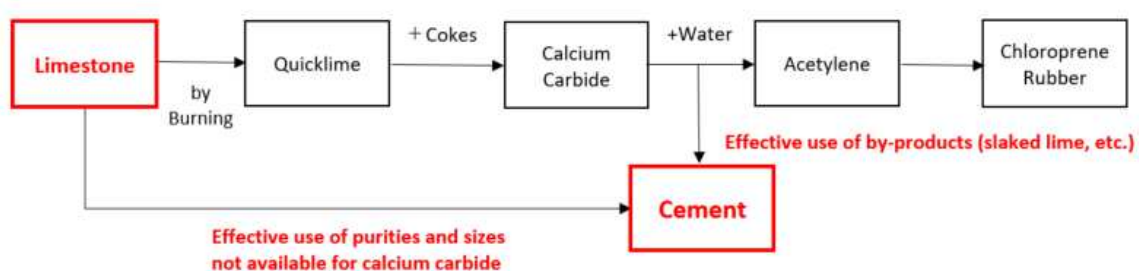 + Cokes
+Water
Limestone
Quicklime
Calcium
Carbide
Acetylene
Chloroprene
Rubber
by
Burning
Effective use of by-products (slaked lime, etc.)
Cement
Effective use of purities and sizes
not available for calcium carbide